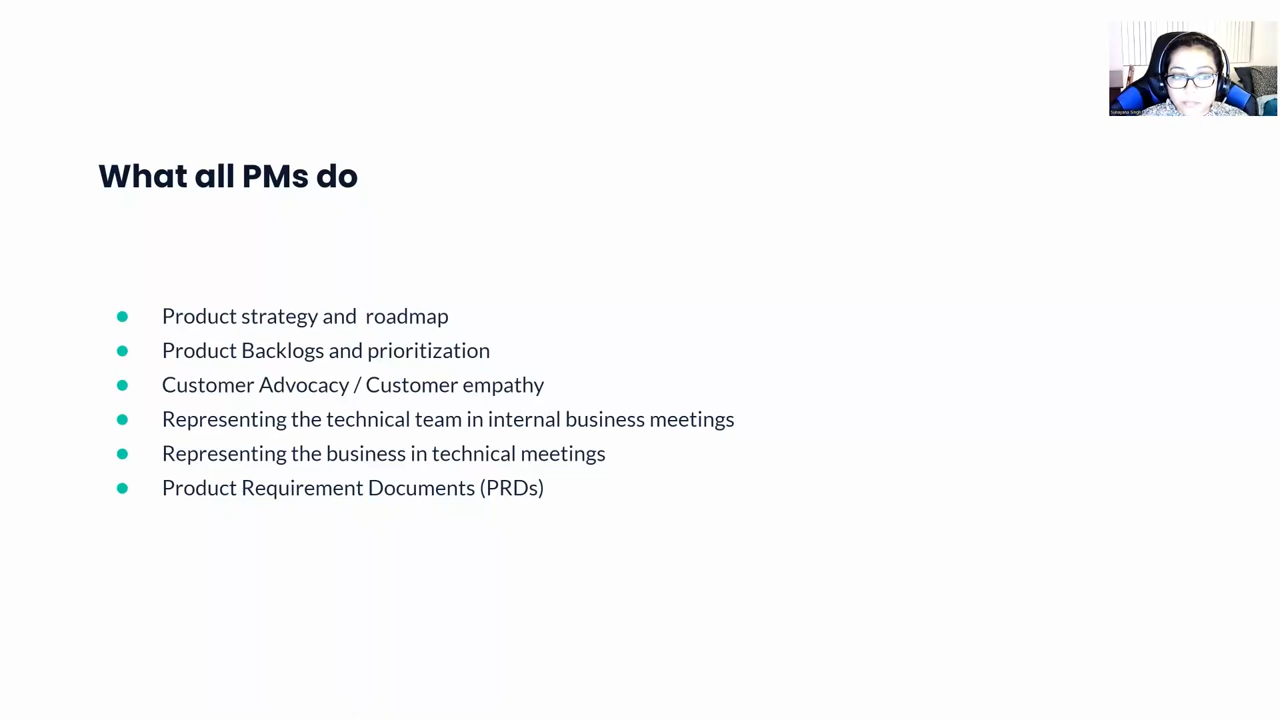 What all PMs do
Product strategy and roadmap
Product Backlogs and prioritization
Customer Advocacy / Customer empathy
Representing the technical team in internal business meetings
Representing the business in technical meetings
Product Requirement Documents (PRDs)